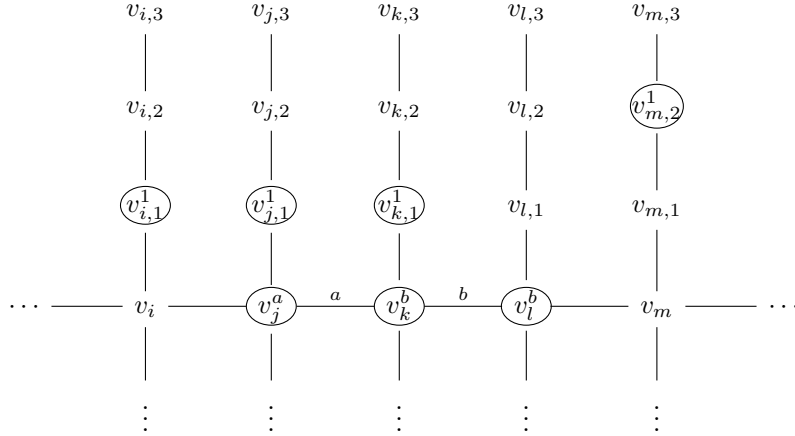 v_{i,3} v_{j,3} v_{k,3} v_{l,3} v_{m,3}
v_{i,2} v_{j,2} v_{k,2} v_{l,2} v^1_{m,2}
v^1_{i,1} v^1_{j,1} v^1_{k,1} v_{l,1} v_{m,1}
a b
⋯ v_i v^a_j v^b_k v^b_l v_m ⋯
⋮ ⋮ ⋮ ⋮ ⋮